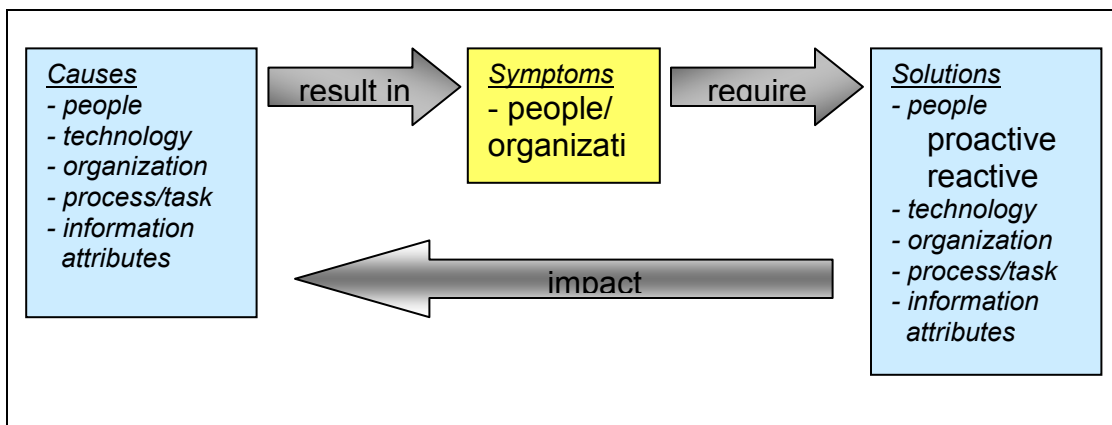 Causes
- people
- technology
- organization
- process/task
- information
attributes
result in
Symptoms
- people/
organizati
require
Solutions
- people
proactive
reactive
- technology
- organization
- process/task
- information
attributes
impact